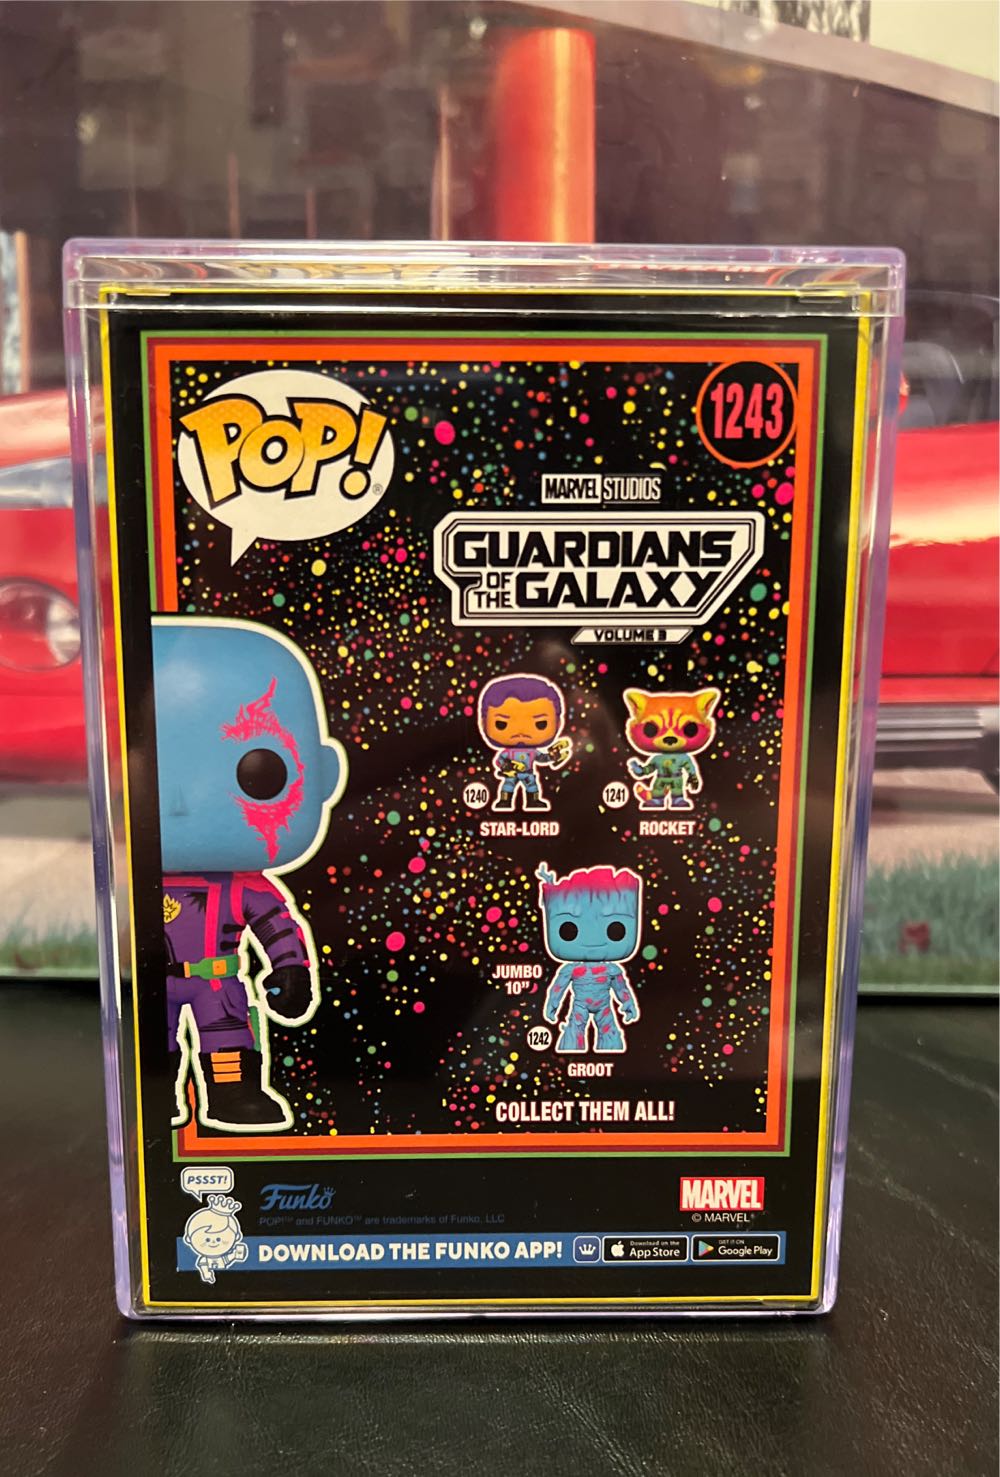 POP!®
1243
MARVEL STUDIOS
GUARDIANS
OF THE GALAXY
VOLUME 3
1240
STAR-LORD
1241
ROCKET
JUMBO
10"
1242
GROOT
COLLECT THEM ALL!
PSSST!
Funko
POP!™ and FUNKO™ are trademarks of Funko, LLC
MARVEL
© MARVEL
DOWNLOAD THE FUNKO APP!
Download on the
App Store
GET IT ON
Google Play